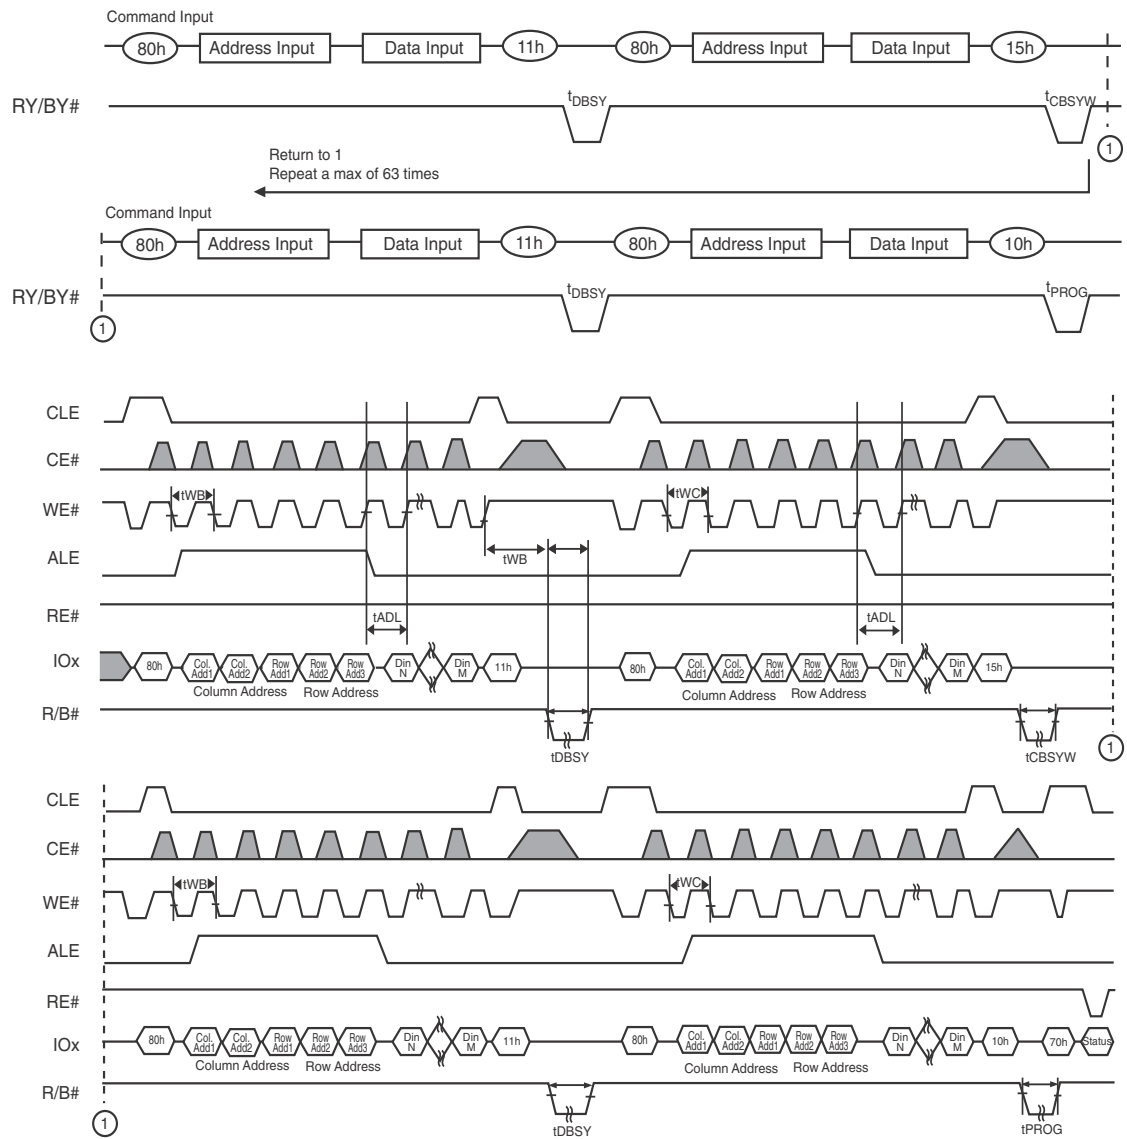 Command Input
80h Address Input Data Input 11h 80h Address Input Data Input 15h
RY/BY# tDBSY tCBSYW
1
Return to 1
Repeat a max of 63 times
Command Input
80h Address Input Data Input 11h 80h Address Input Data Input 10h
RY/BY# tDBSY tPROG
1
CLE
CE#
WE# tWB tWC
ALE tWB
RE# tADL tADL
IOx 80h Col. Add1 Col. Add2 Row Add1 Row Add2 Row Add3 Din N Din M 11h 80h Col. Add1 Col. Add2 Row Add1 Row Add2 Row Add3 Din N Din M 15h
Column Address Row Address Column Address Row Address
R/B#
tDBSY tCBSYW 1
CLE
CE#
WE# tWB tWC
ALE
RE#
IOx 80h Col. Add1 Col. Add2 Row Add1 Row Add2 Row Add3 Din N Din M 11h 80h Col. Add1 Col. Add2 Row Add1 Row Add2 Row Add3 Din N Din M 10h 70h Status
Column Address Row Address Column Address Row Address
R/B#
1 tDBSY tPROG